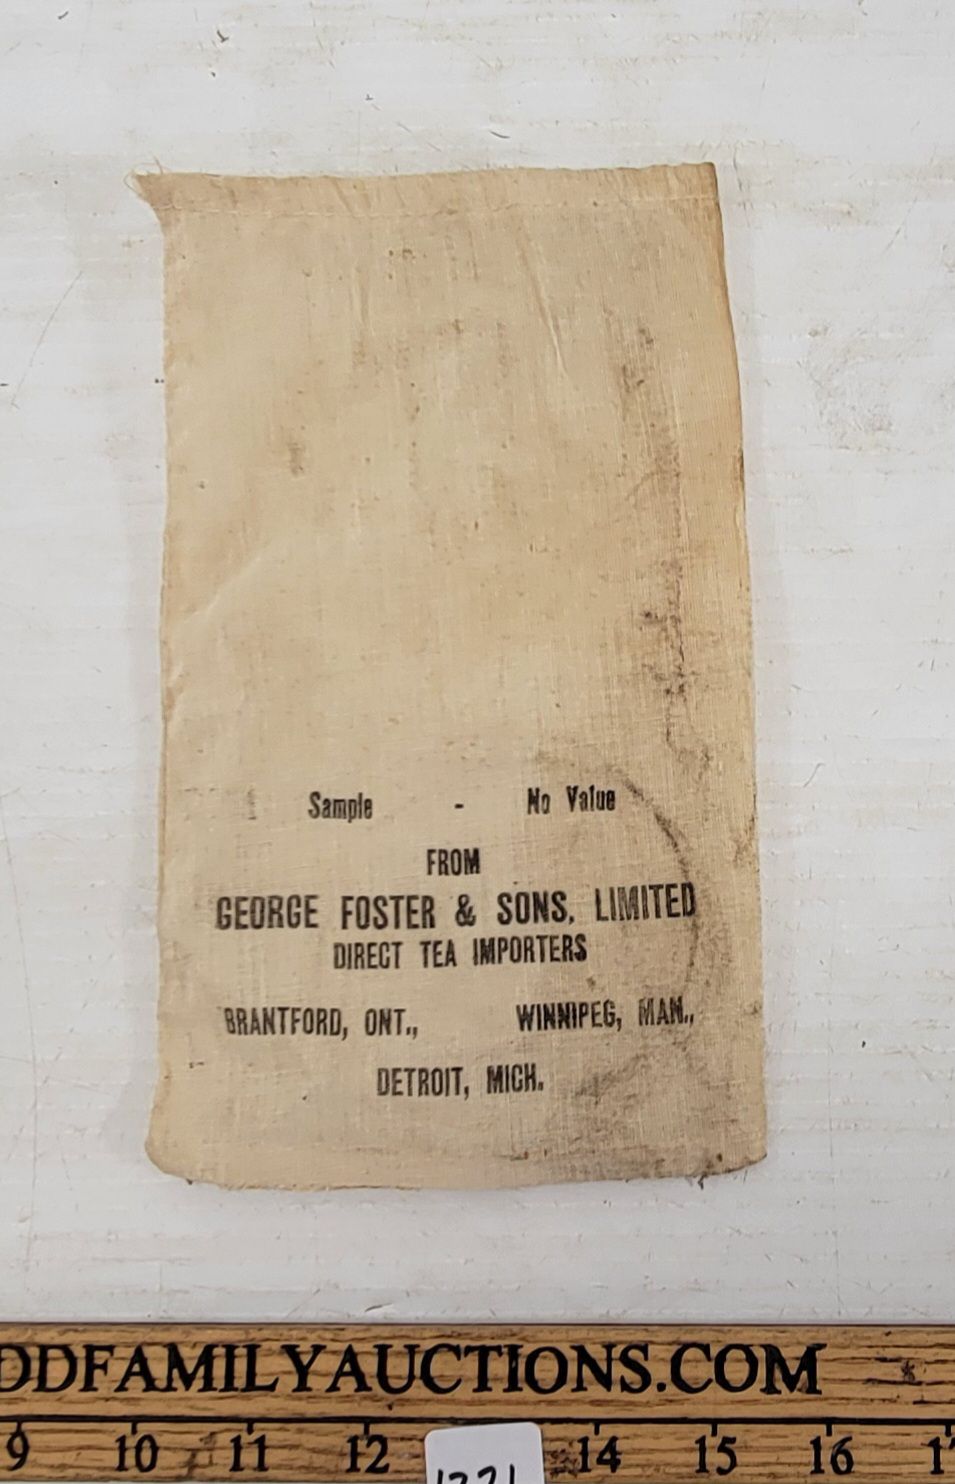 Sample - No Value
FROM
GEORGE FOSTER & SONS, LIMITED
DIRECT TEA IMPORTERS
BRANTFORD, ONT., WINNIPEG, MAN.,
DETROIT, MICH.
DDFAMILYAUCTIONS.COM
9 10 11 12 14 15 16